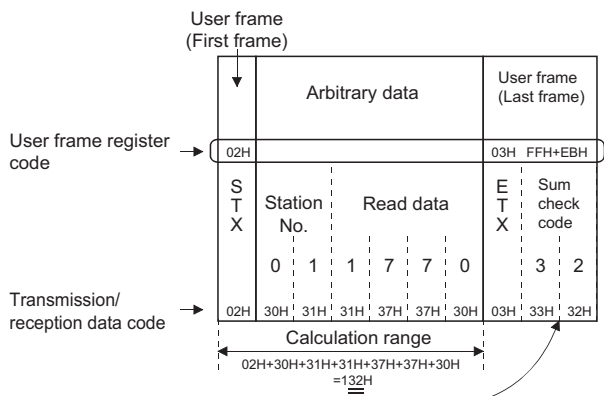 User frame
(First frame)
Arbitrary data
User frame
(Last frame)
User frame register
code
02H
03H FFH+EBH
S
T
X
Station
No.
Read data
E
T
X
Sum
check
code
0 1 1 7 7 0 3 2
Transmission/
reception data code
02H 30H 31H 31H 37H 37H 30H 03H 33H 32H
Calculation range
02H+30H+31H+31H+37H+37H+30H
=132H